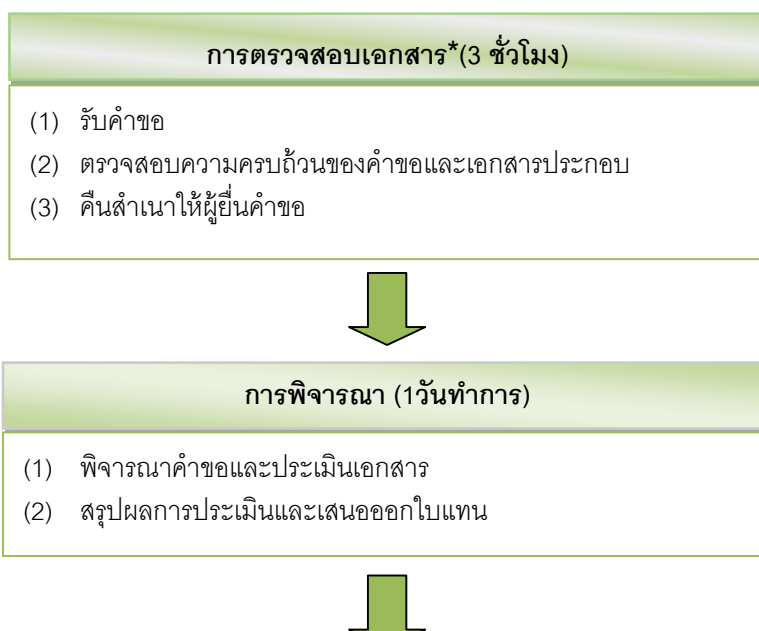 การตรวจสอบเอกสาร*(3 ชั่วโมง)
(1) รับคำขอ
(2) ตรวจสอบความครบถ้วนของคำขอและเอกสารประกอบ
(3) คืนสำเนาให้ผู้ยื่นคำขอ
การพิจารณา (1วันทำการ)
(1) พิจารณาคำขอและประเมินเอกสาร
(2) สรุปผลการประเมินและเสนอออกใบแทน